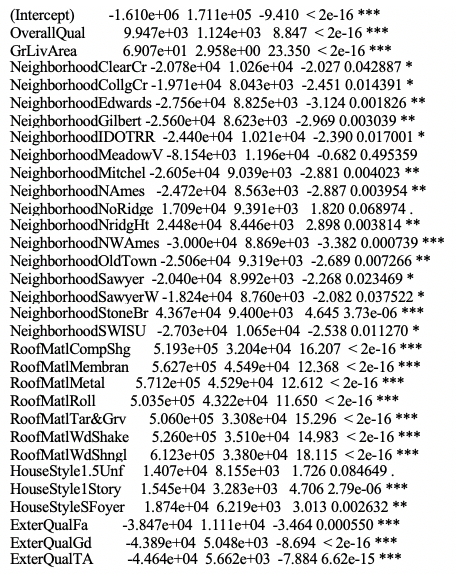 (Intercept) -1.610e+06 1.711e+05 -9.410 < 2e-16 ***
OverallQual 9.947e+03 1.124e+03 8.847 < 2e-16 ***
GrLivArea 6.907e+01 2.958e+00 23.350 < 2e-16 ***
NeighborhoodClearCr -2.078e+04 1.026e+04 -2.027 0.042887 *
NeighborhoodCollgCr -1.971e+04 8.043e+03 -2.451 0.014391 *
NeighborhoodEdwards -2.756e+04 8.825e+03 -3.124 0.001826 **
NeighborhoodGilbert -2.560e+04 8.623e+03 -2.969 0.003039 **
NeighborhoodIDOTRR -2.440e+04 1.021e+04 -2.390 0.017001 *
NeighborhoodMeadowV -8.154e+03 1.196e+04 -0.682 0.495359
NeighborhoodMitchel -2.605e+04 9.039e+03 -2.881 0.004023 **
NeighborhoodNAmes -2.472e+04 8.563e+03 -2.887 0.003954 **
NeighborhoodNoRidge 1.709e+04 9.391e+03 1.820 0.068974 .
NeighborhoodNridgHt 2.448e+04 8.446e+03 2.898 0.003814 **
NeighborhoodNWAmes -3.000e+04 8.869e+03 -3.382 0.000739 ***
NeighborhoodOldTown -2.506e+04 9.319e+03 -2.689 0.007266 **
NeighborhoodSawyer -2.040e+04 8.992e+03 -2.268 0.023469 *
NeighborhoodSawyerW -1.824e+04 8.760e+03 -2.082 0.037522 *
NeighborhoodStoneBr 4.367e+04 9.400e+03 4.645 3.73e-06 ***
NeighborhoodSWISU -2.703e+04 1.065e+04 -2.538 0.011270 *
RoofMatlCompShg 5.193e+05 3.204e+04 16.207 < 2e-16 ***
RoofMatlMembran 5.627e+05 4.549e+04 12.368 < 2e-16 ***
RoofMatlMetal 5.712e+05 4.529e+04 12.612 < 2e-16 ***
RoofMatlRoll 5.035e+05 4.322e+04 11.650 < 2e-16 ***
RoofMatlTar&Grv 5.060e+05 3.308e+04 15.296 < 2e-16 ***
RoofMatlWdShake 5.260e+05 3.510e+04 14.983 < 2e-16 ***
RoofMatlWdShngl 6.123e+05 3.380e+04 18.115 < 2e-16 ***
HouseStyle1.5Unf 1.407e+04 8.155e+03 1.726 0.084649 .
HouseStyle1Story 1.545e+04 3.283e+03 4.706 2.79e-06 ***
HouseStyleSFoyer 1.874e+04 6.219e+03 3.013 0.002632 **
ExterQualFa -3.847e+04 1.111e+04 -3.464 0.000550 ***
ExterQualGd -4.389e+04 5.048e+03 -8.694 < 2e-16 ***
ExterQualTA -4.464e+04 5.662e+03 -7.884 6.62e-15 ***